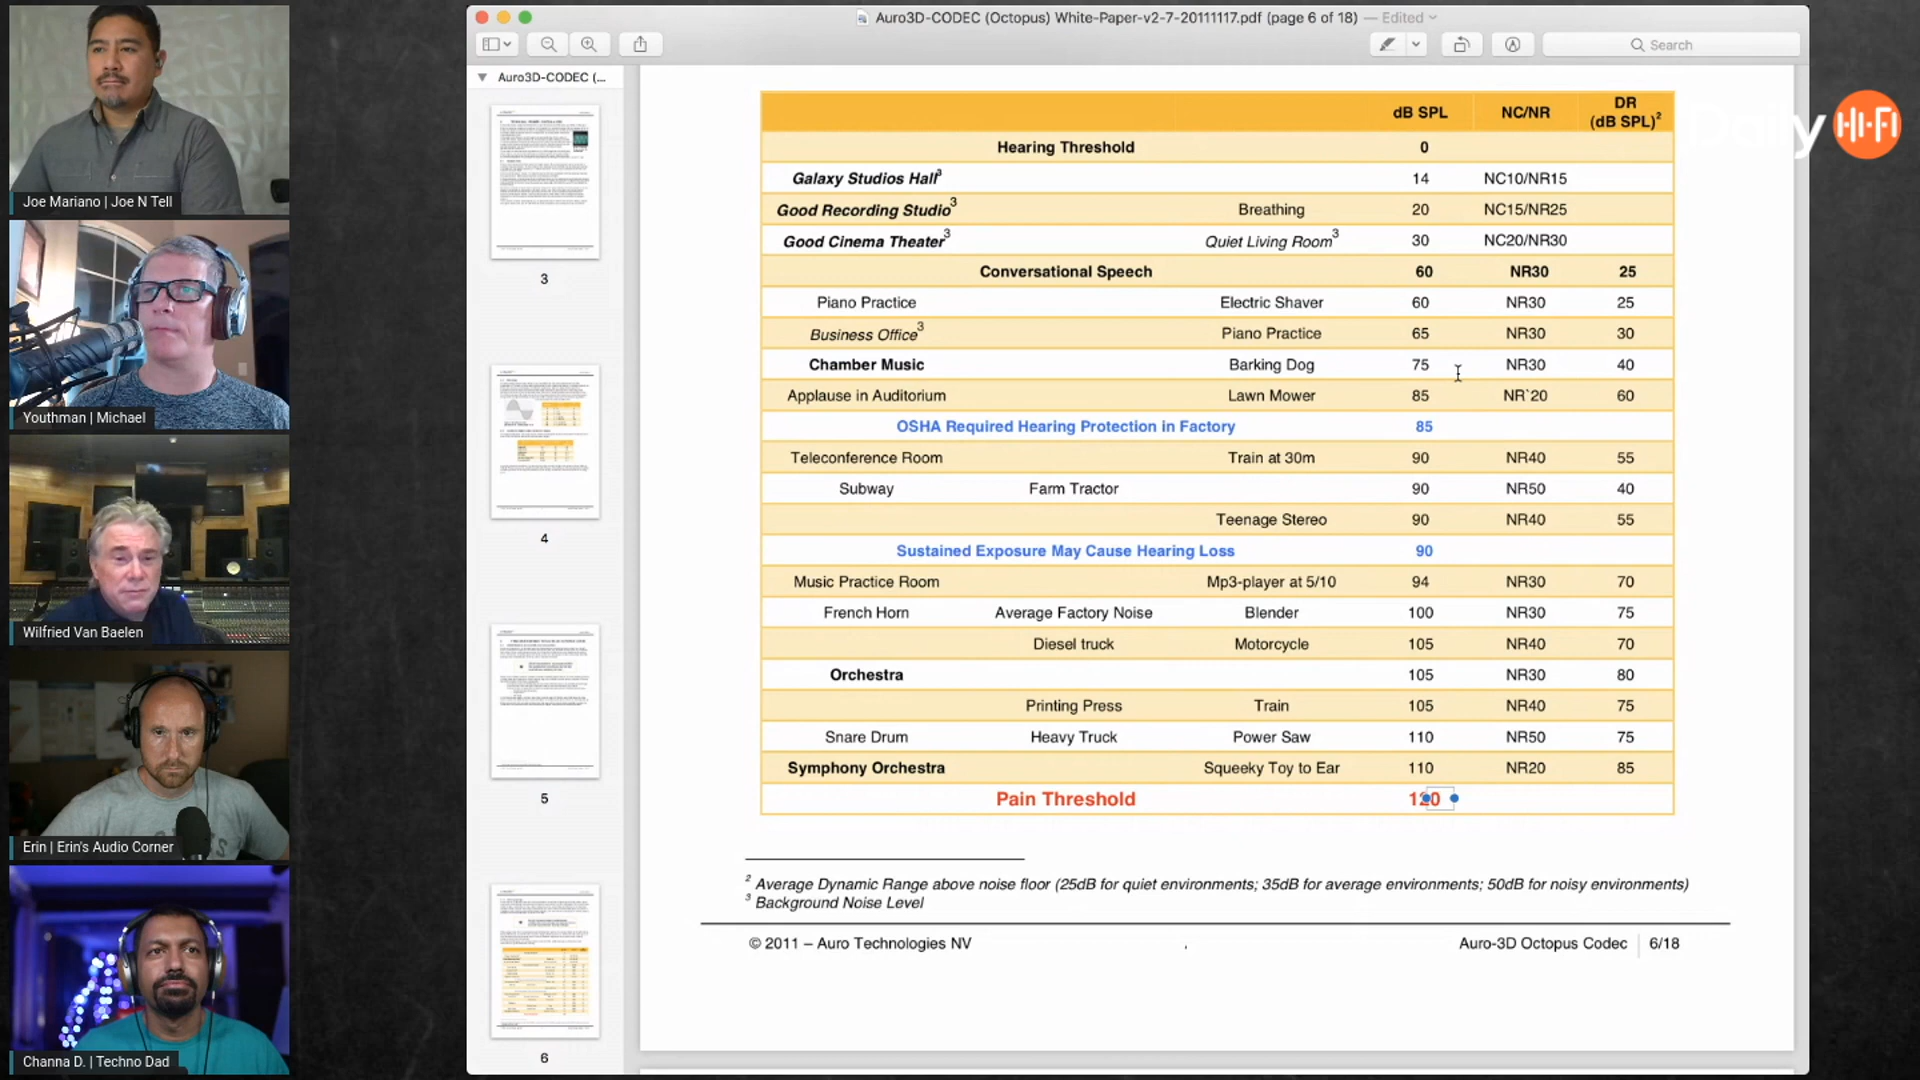 Auro3D-CODEC (Octopus) White-Paper-v2-7-20111117.pdf (page 6 of 18) — Edited
Search
Auro3D-CODEC (...
3
4
5
6
Joe Mariano | Joe N Tell
Youthman | Michael
Wilfried Van Baelen
Erin | Erin's Audio Corner
Channa D. | Techno Dad
Daily HI-FI
dB SPL NC/NR DR (dB SPL)²
Hearing Threshold 0
Galaxy Studios Hall³ 14 NC10/NR15
Good Recording Studio³ Breathing 20 NC15/NR25
Good Cinema Theater³ Quiet Living Room³ 30 NC20/NR30
Conversational Speech 60 NR30 25
Piano Practice Electric Shaver 60 NR30 25
Business Office³ Piano Practice 65 NR30 30
Chamber Music Barking Dog 75 NR30 40
Applause in Auditorium Lawn Mower 85 NR`20 60
OSHA Required Hearing Protection in Factory 85
Teleconference Room Train at 30m 90 NR40 55
Subway Farm Tractor 90 NR50 40
Teenage Stereo 90 NR40 55
Sustained Exposure May Cause Hearing Loss 90
Music Practice Room Mp3-player at 5/10 94 NR30 70
French Horn Average Factory Noise Blender 100 NR30 75
Diesel truck Motorcycle 105 NR40 70
Orchestra 105 NR30 80
Printing Press Train 105 NR40 75
Snare Drum Heavy Truck Power Saw 110 NR50 75
Symphony Orchestra Squeeky Toy to Ear 110 NR20 85
Pain Threshold 120
² Average Dynamic Range above noise floor (25dB for quiet environments; 35dB for average environments; 50dB for noisy environments)
³ Background Noise Level
© 2011 – Auro Technologies NV
Auro-3D Octopus Codec 6/18